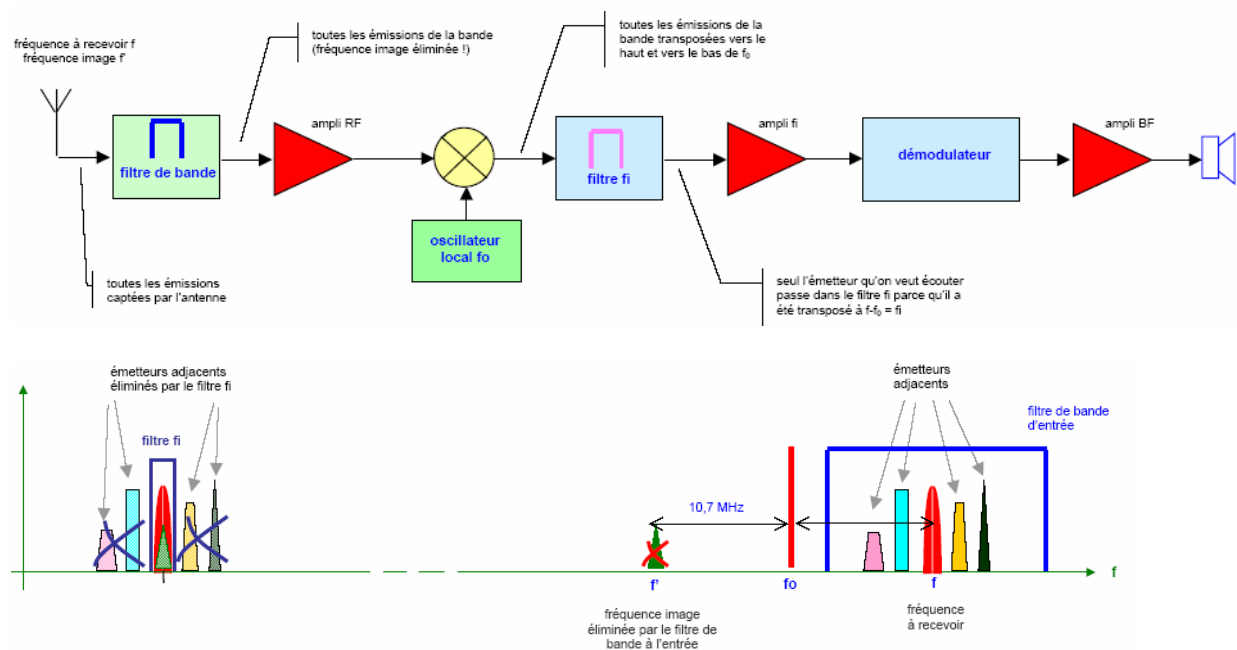 fréquence à recevoir f
fréquence image f'
toutes les émissions de la bande
(fréquence image éliminée !)
toutes les émissions de la
bande transposées vers le
haut et vers le bas de f₀
filtre de bande
ampli RF
oscillateur
local fo
filtre fi
ampli fi
démodulateur
ampli BF
toutes les émissions
captées par l'antenne
seul l'émetteur qu'on veut écouter
passe dans le filtre fi parce qu'il a
été transposé à f-f₀ = fi
émetteurs adjacents
éliminés par le filtre fi
filtre fi
émetteurs
adjacents
filtre de bande
d'entrée
10,7 MHz
f'
fo
f
f
fréquence image
éliminée par le filtre de
bande à l'entrée
fréquence
à recevoir